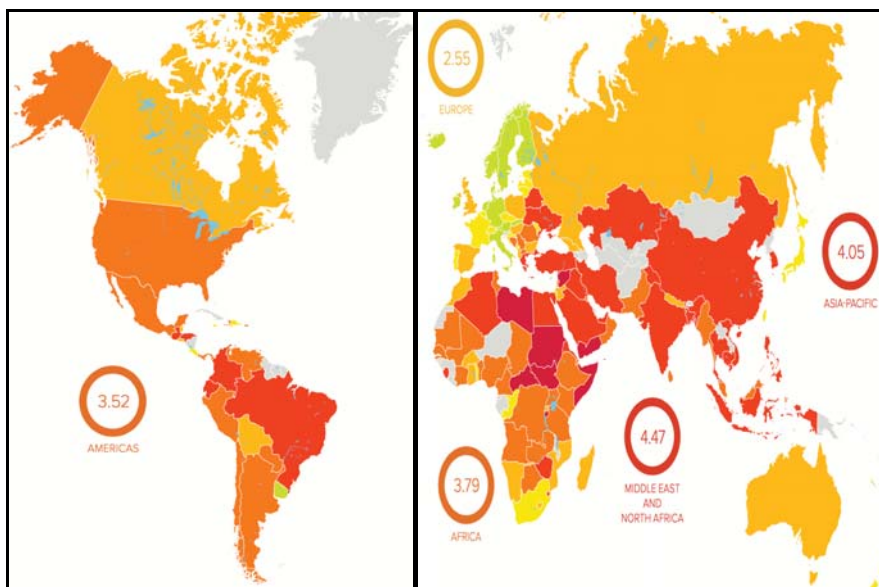 3.52
AMERICAS
2.55
EUROPE
4.05
ASIA-PACIFIC
4.47
MIDDLE EAST
AND
NORTH AFRICA
3.79
AFRICA